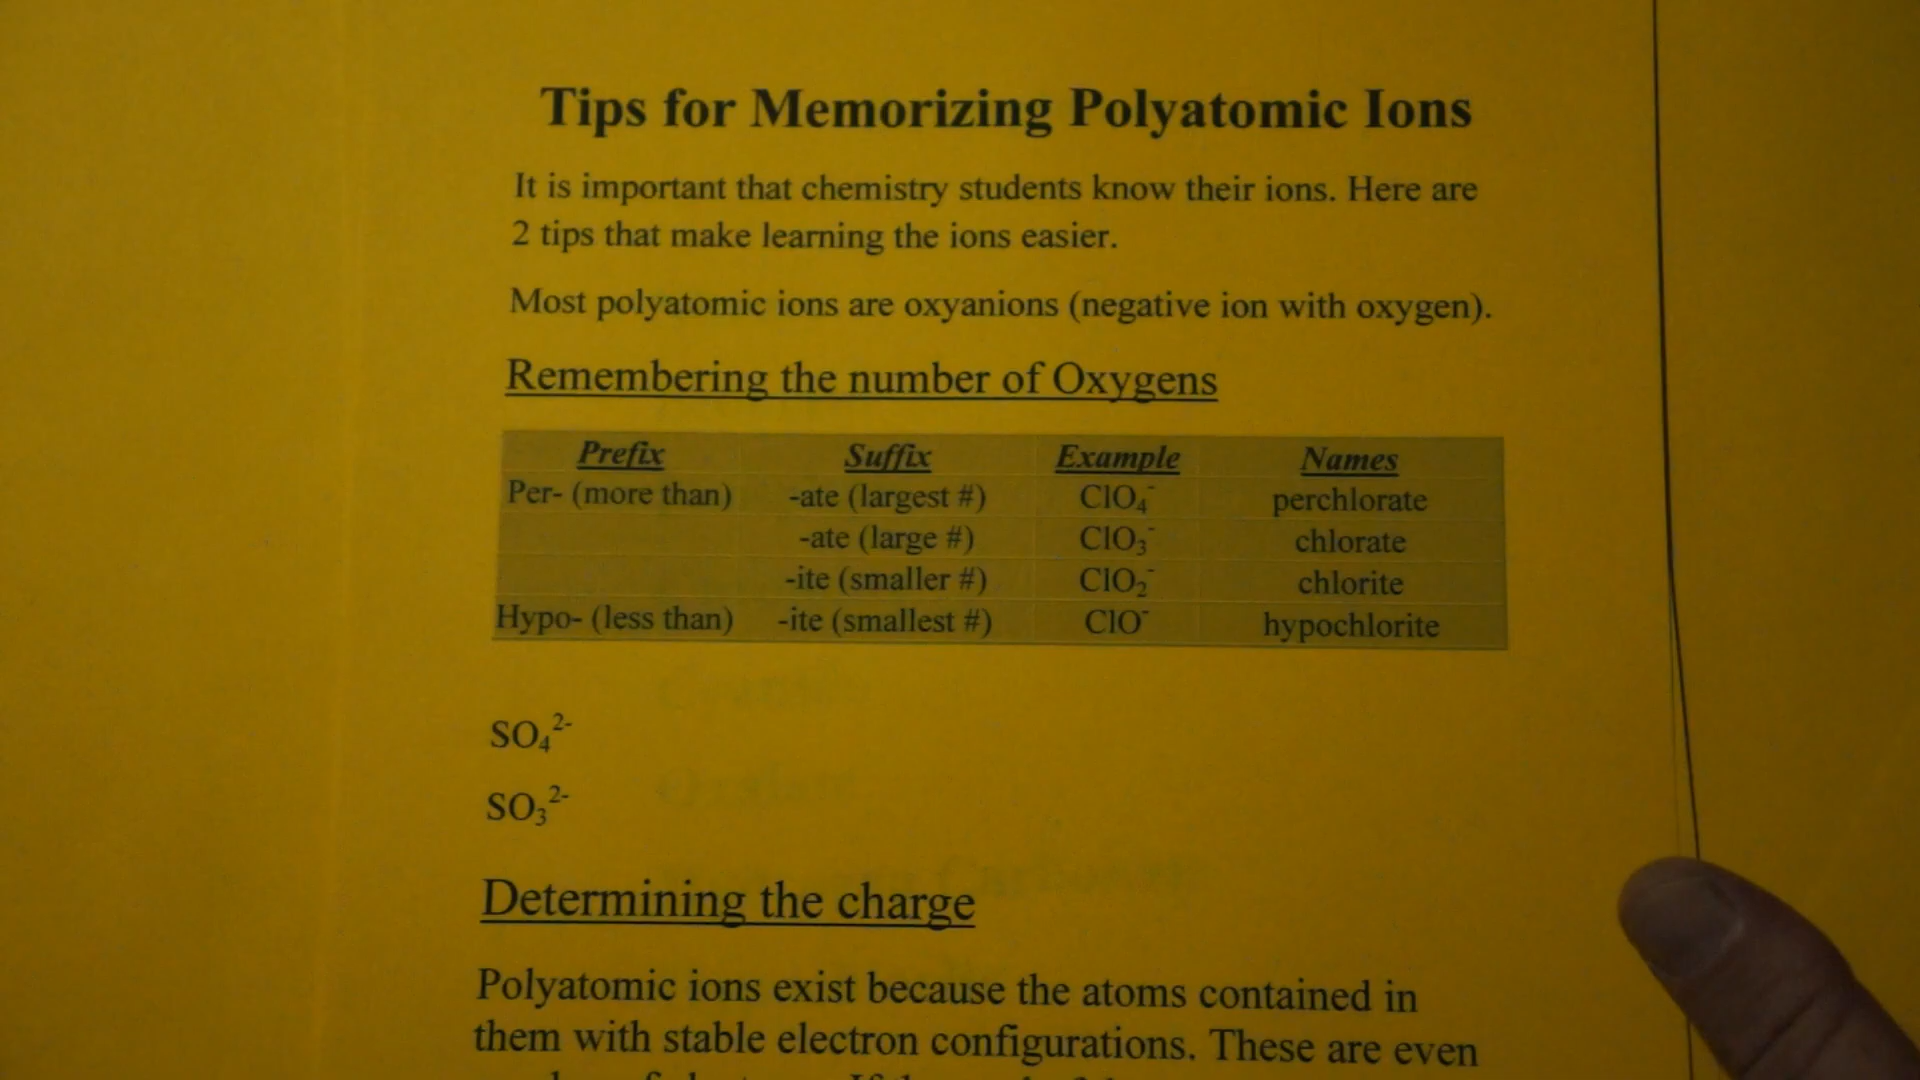 Tips for Memorizing Polyatomic Ions
It is important that chemistry students know their ions. Here are
2 tips that make learning the ions easier.
Most polyatomic ions are oxyanions (negative ion with oxygen).
Remembering the number of Oxygens
Prefix Suffix Example Names
Per- (more than) -ate (largest #) ClO₄⁻ perchlorate
-ate (large #) ClO₃⁻ chlorate
-ite (smaller #) ClO₂⁻ chlorite
Hypo- (less than) -ite (smallest #) ClO⁻ hypochlorite
SO₄²⁻
SO₃²⁻
Determining the charge
Polyatomic ions exist because the atoms contained in
them with stable electron configurations. These are even